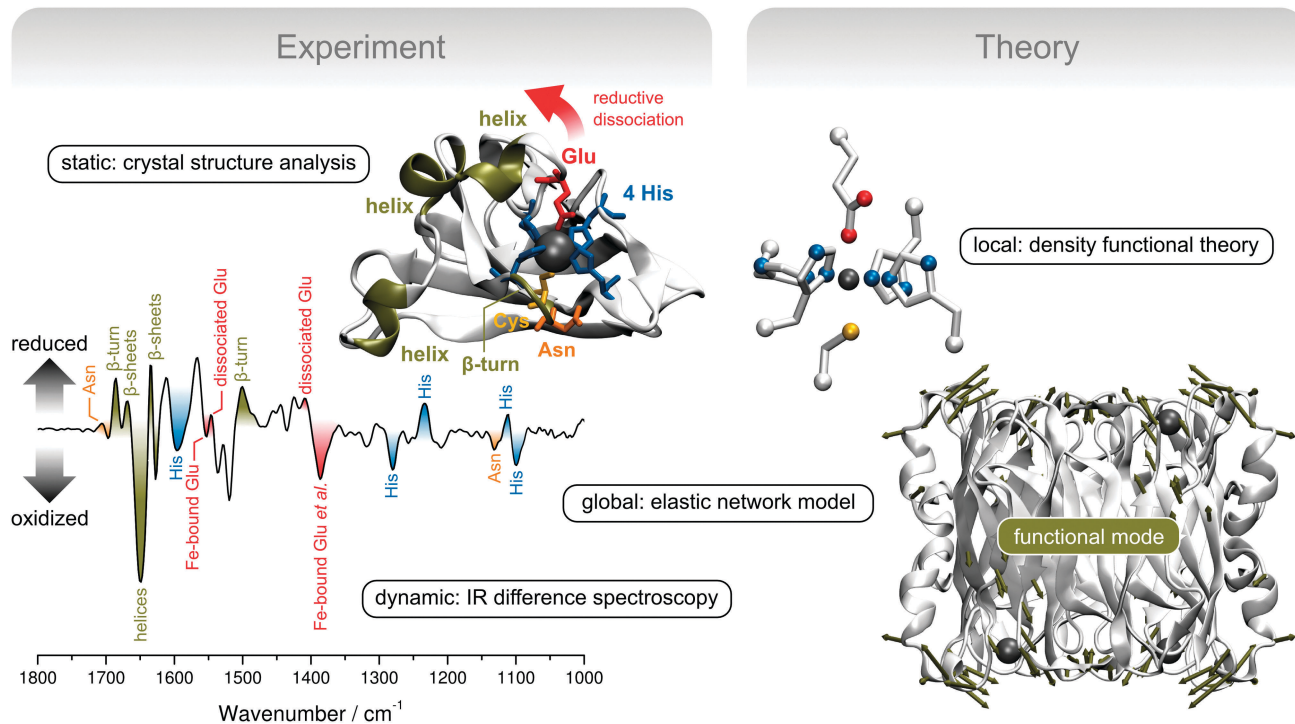 Experiment
Theory
reductive
dissociation
helix
Glu
static: crystal structure analysis
4 His
helix
local: density functional theory
Cys
Asn
helix
β-turn
reduced
oxidized
Asn
β-turn
β-sheets
β-sheets
dissociated Glu
β-turn
dissociated Glu
His
His
His
Fe-bound Glu
His
Asn
His
helices
Fe-bound Glu et al.
global: elastic network model
functional mode
dynamic: IR difference spectroscopy
1800 1700 1600 1500 1400 1300 1200 1100 1000
Wavenumber / cm⁻¹